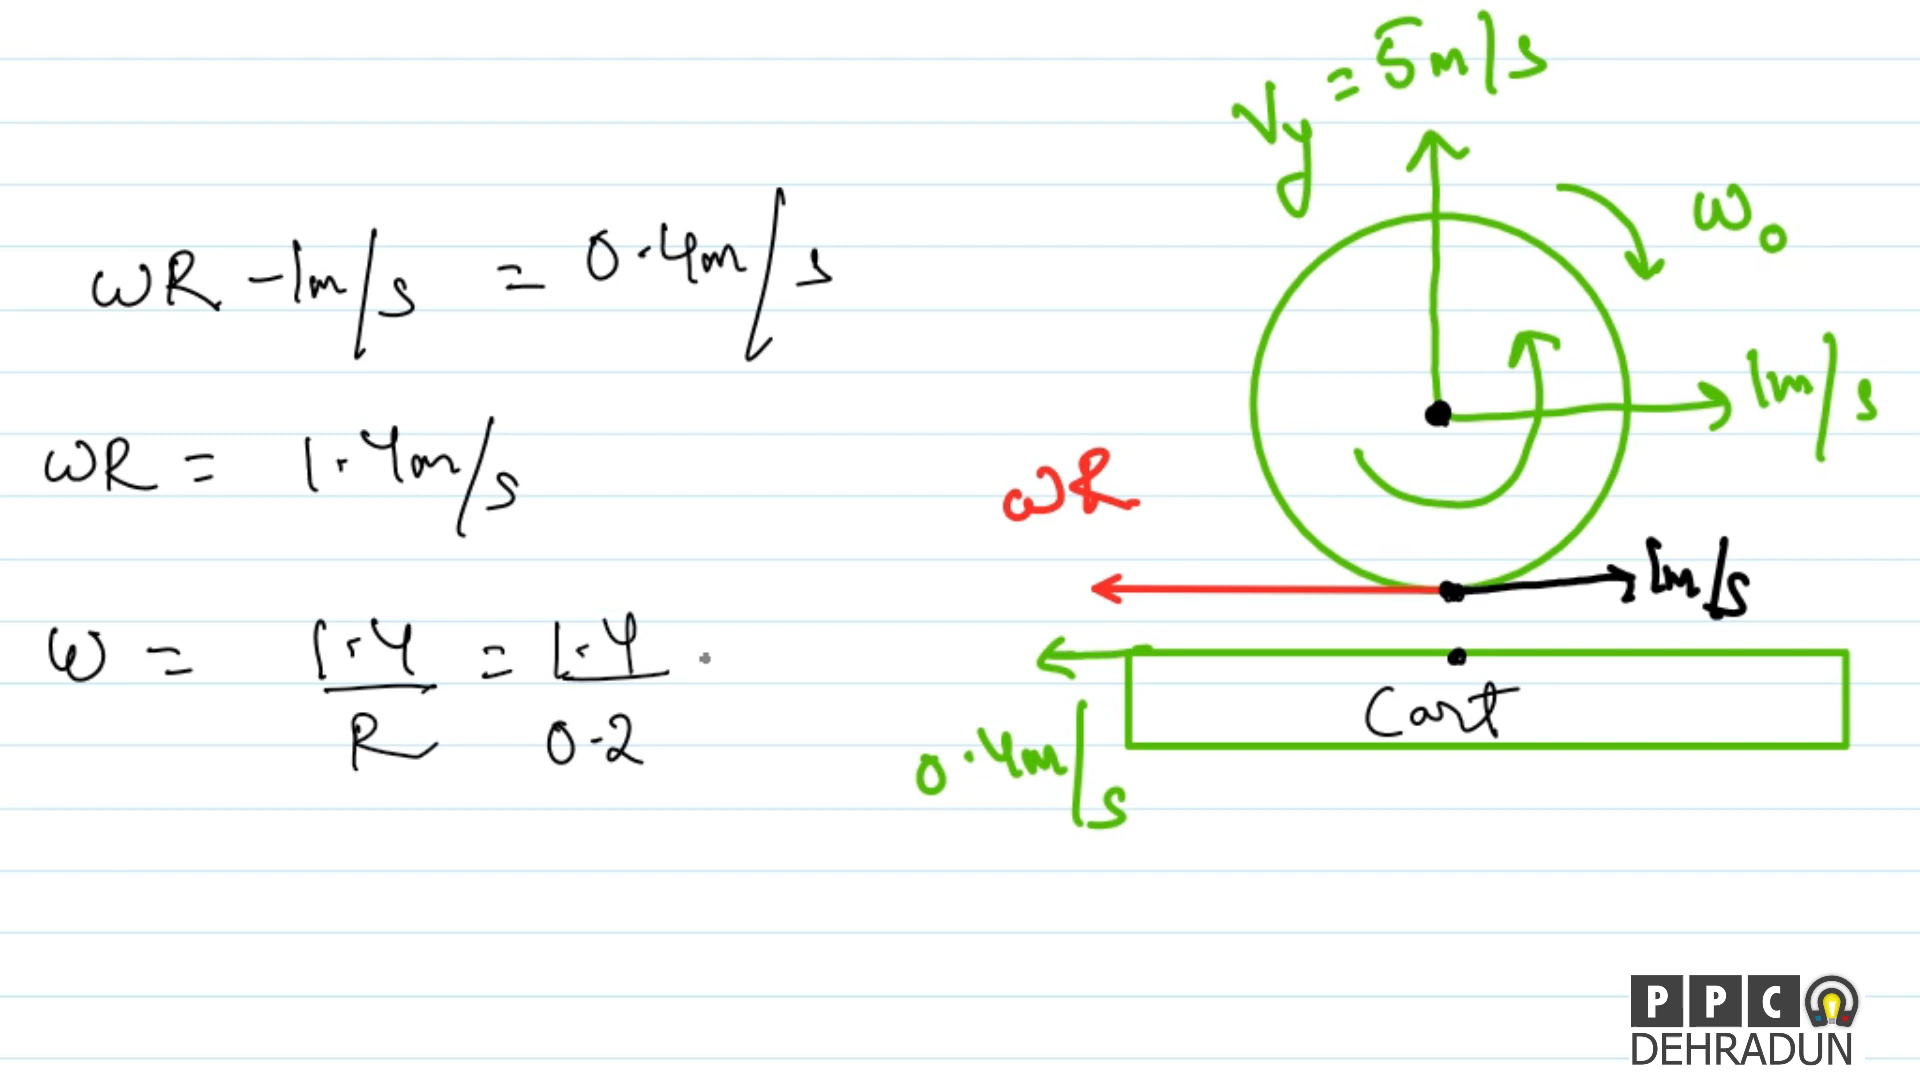 ωR - 1m/s = 0.4m/s
ωR = 1.4m/s
ω = 1.4/R = 1.4/0.2
Vy = 5m/s
ω₀
1m/s
ωR
1m/s
Cart
0.4m/s
PPC
DEHRADUN